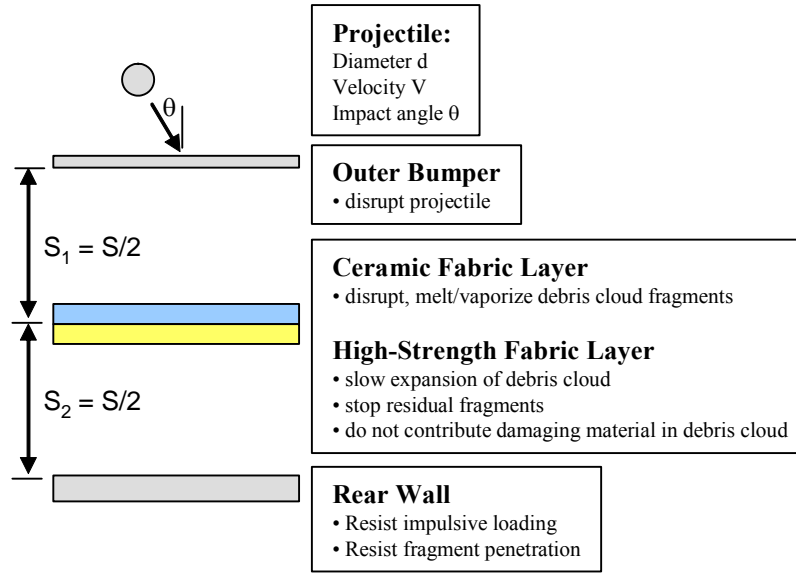 Projectile:
Diameter d
Velocity V
Impact angle θ
θ
Outer Bumper
• disrupt projectile
S1 = S/2
Ceramic Fabric Layer
• disrupt, melt/vaporize debris cloud fragments
High-Strength Fabric Layer
• slow expansion of debris cloud
• stop residual fragments
• do not contribute damaging material in debris cloud
S2 = S/2
Rear Wall
• Resist impulsive loading
• Resist fragment penetration